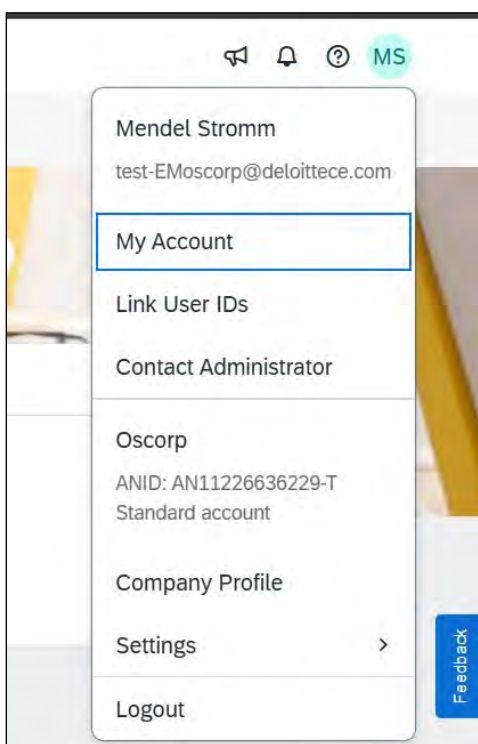 MS
Mendel Stromm
test-EMoscorp@deloittece.com
My Account
Link User IDs
Contact Administrator
Oscorp
ANID: AN11226636229-T
Standard account
Company Profile
Settings
Feedback
Logout